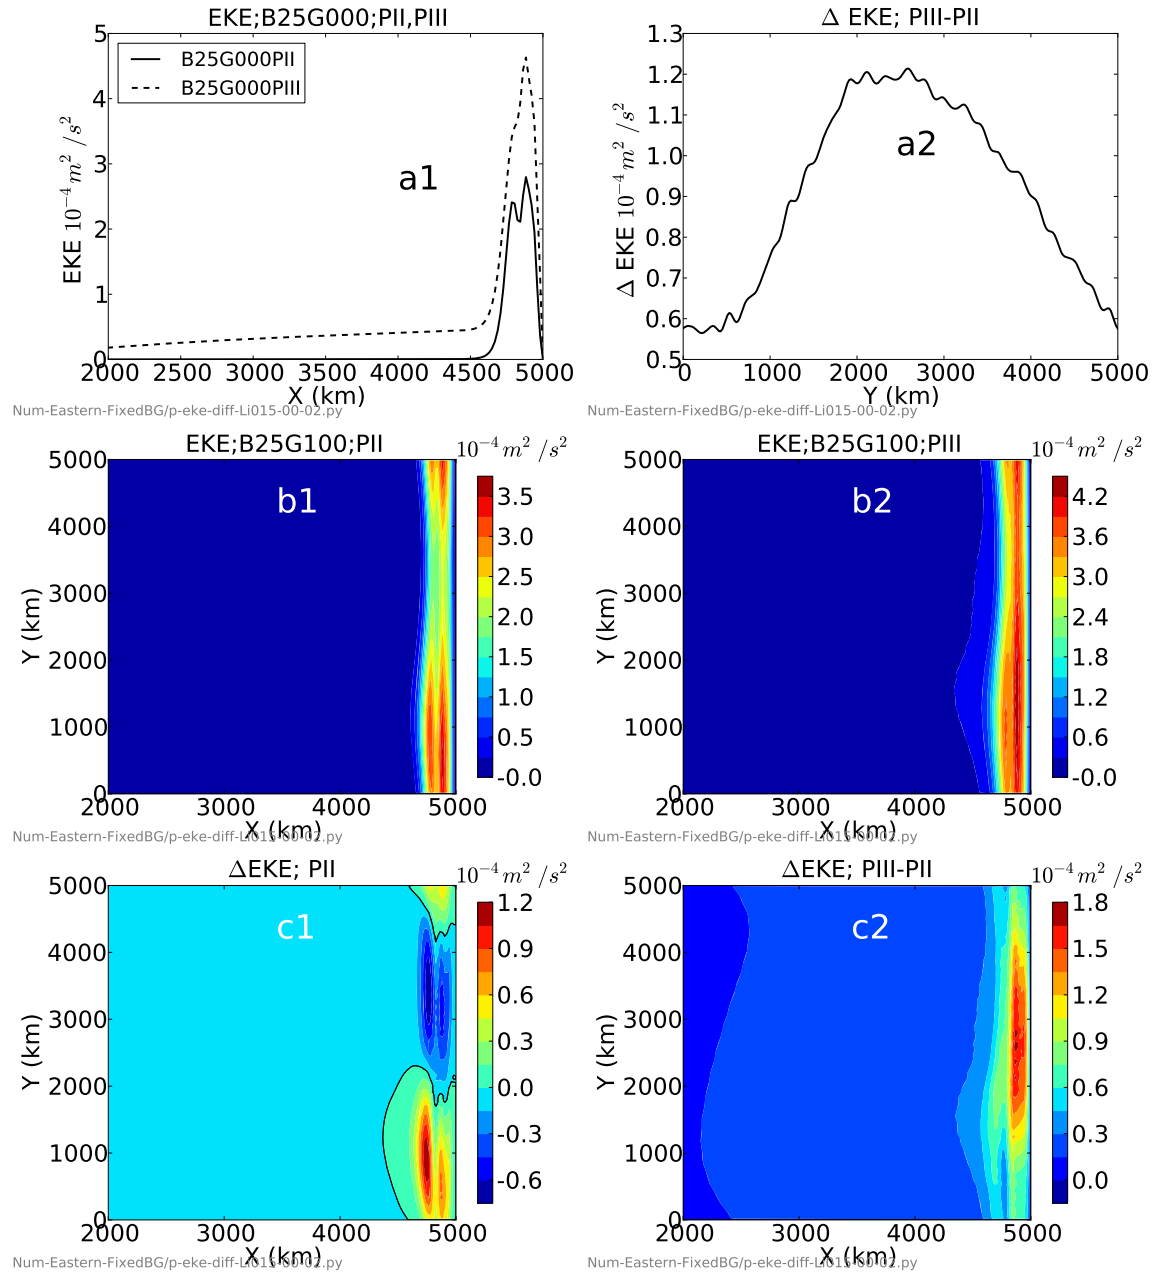 EKE;B25G000;PII,PIII
EKE 10⁻⁴ m² / s²
5
4
3
2
1
0
B25G000PII
B25G000PIII
a1
2000 2500 3000 3500 4000 4500 5000
X (km)
Num-Eastern-FixedBG/p-eke-diff-Li015-00-02.py
Δ EKE; PIII-PII
Δ EKE 10⁻⁴ m² / s²
1.3
1.2
1.1
1.0
0.9
0.8
0.7
0.6
0.5
a2
0 1000 2000 3000 4000 5000
Y (km)
Num-Eastern-FixedBG/p-eke-diff-Li015-00-02.py
EKE;B25G100;PII
10⁻⁴ m² / s²
Y (km)
5000
4000
3000
2000
1000
0
b1
2000 3000 4000 5000
X (km)
3.5
3.0
2.5
2.0
1.5
1.0
0.5
-0.0
Num-Eastern-FixedBG/p-eke-diff-Li015-00-02.py
EKE;B25G100;PIII
10⁻⁴ m² / s²
Y (km)
5000
4000
3000
2000
1000
0
b2
2000 3000 4000 5000
X (km)
4.2
3.6
3.0
2.4
1.8
1.2
0.6
-0.0
Num-Eastern-FixedBG/p-eke-diff-Li015-00-02.py
ΔEKE; PII
10⁻⁴ m² / s²
Y (km)
5000
4000
3000
2000
1000
0
c1
2000 3000 4000 5000
X (km)
1.2
0.9
0.6
0.3
0.0
-0.3
-0.6
Num-Eastern-FixedBG/p-eke-diff-Li015-00-02.py
ΔEKE; PIII-PII
10⁻⁴ m² / s²
Y (km)
5000
4000
3000
2000
1000
0
c2
2000 3000 4000 5000
X (km)
1.8
1.5
1.2
0.9
0.6
0.3
0.0
Num-Eastern-FixedBG/p-eke-diff-Li015-00-02.py